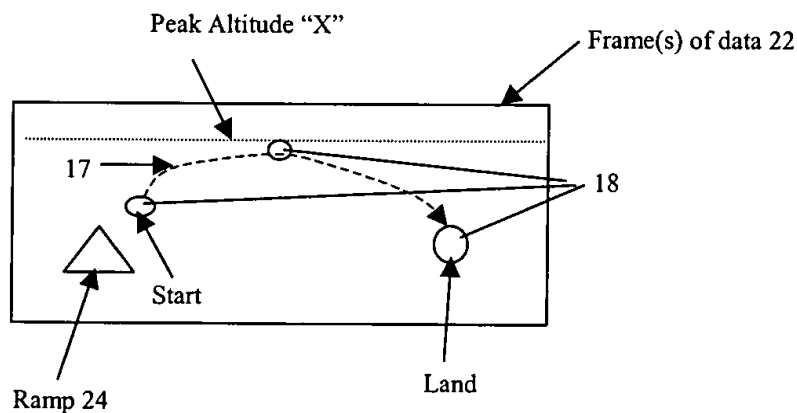 Peak Altitude “X”
Frame(s) of data 22
17
18
Start
Land
Ramp 24